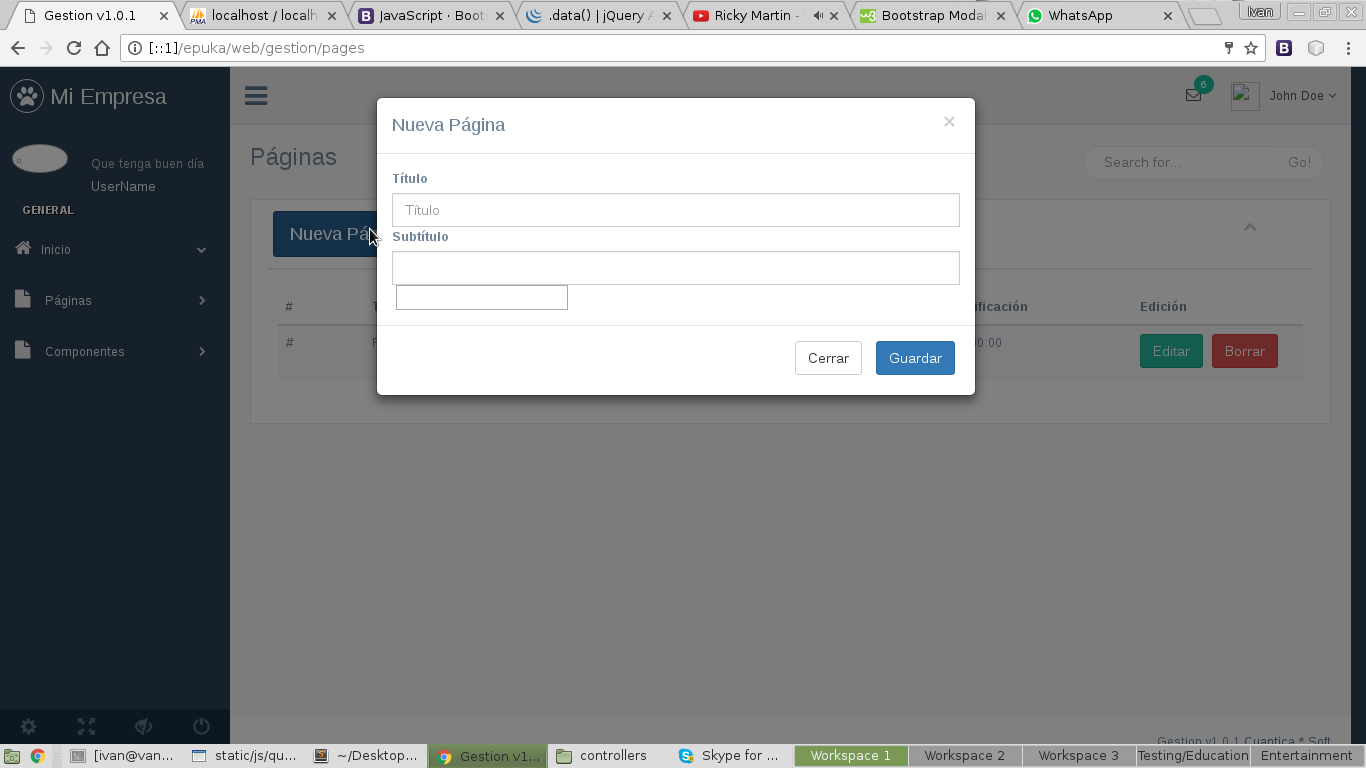 Gestion v1.0.1
localhost / localh
JavaScript · Boot
.data() | jQuery A
Ricky Martin -
Bootstrap Modal
WhatsApp
Ivan
[::1]/epuka/web/gestion/pages
Mi Empresa
6
John Doe
Que tenga buen día
UserName
GENERAL
Inicio
Páginas
Componentes
Páginas
Search for...
Go!
Nueva Pá
Nueva Página
×
Título
Título
Subtítulo
Cerrar
Guardar
#
ificación
Edición
#
00:00
Editar
Borrar
Gestion v1.0.1 Cuantica * Soft
[ivan@van...
static/js/qu...
~/Desktop...
Gestion v1...
controllers
Skype for ...
Workspace 1
Workspace 2
Workspace 3
Testing/Education
Entertainment